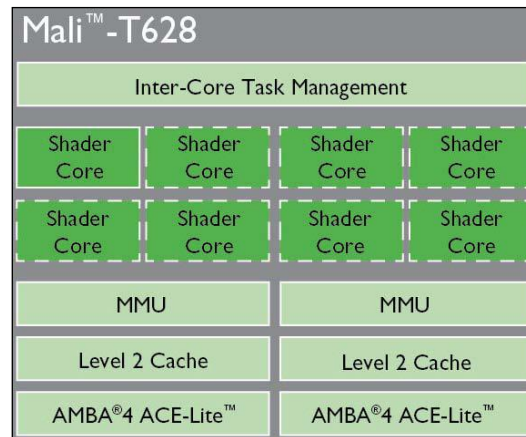 Mali™-T628
Inter-Core Task Management
Shader Core
Shader Core
Shader Core
Shader Core
Shader Core
Shader Core
Shader Core
Shader Core
MMU
MMU
Level 2 Cache
Level 2 Cache
AMBA®4 ACE-Lite™
AMBA®4 ACE-Lite™